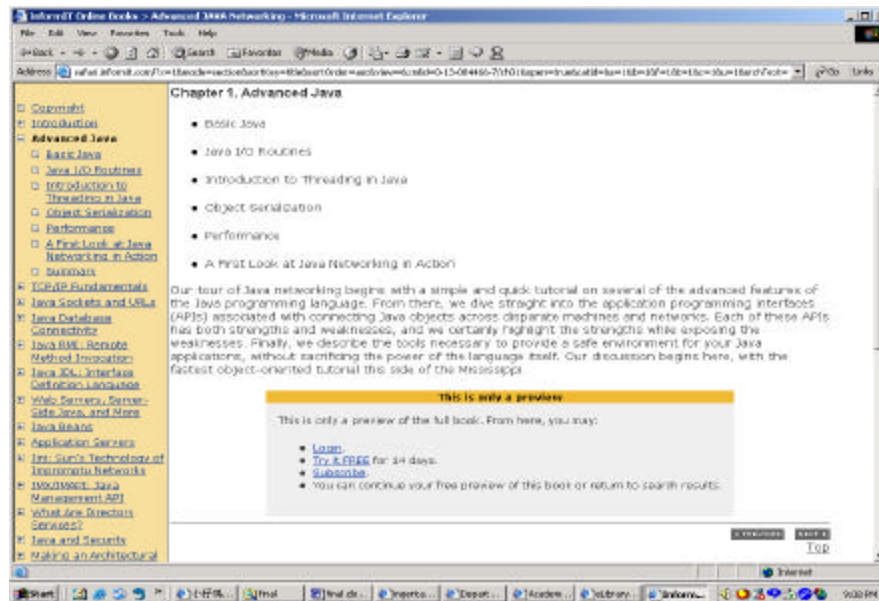 InformIT Online Books > Advanced JAVA Networking - Microsoft Internet Explorer
File Edit View Favorites Tools Help
Back Search Favorites Media
Address Go Links
Copyright
Introduction
Advanced Java
Basic Java
Java I/O Routines
Introduction to
Threading in Java
Object Serialization
Performance
A First Look at Java
Networking in Action
Summary
TCP/IP Fundamentals
Java Sockets and URLs
Java Database
Connectivity
Java RMI: Remote
Method Invocation
Java IDL: Interface
Definition Language
Web Servers, Server-
Side Java, and More
Java Beans
Application Servers
Jini: Sun's Technology of
Impromptu Networks
JMX/JMAPI: Java
Management API
What Are Directory
Services?
Java and Security
Making an Architectural
Chapter 1. Advanced Java
Basic Java
Java I/O Routines
Introduction to Threading in Java
Object Serialization
Performance
A First Look at Java Networking in Action
Our tour of Java networking begins with a simple and quick tutorial on several of the advanced features of
the Java programming language. From there, we dive straight into the application programming interfaces
(APIs) associated with connecting Java objects across disparate machines and networks. Each of these APIs
has both strengths and weaknesses, and we certainly highlight the strengths while exposing the
weaknesses. Finally, we describe the tools necessary to provide a safe environment for your Java
applications, without sacrificing the power of the language itself. Our discussion begins here, with the
fastest object-oriented tutorial this side of the Mississippi.
This is only a preview
This is only a preview of the full book. From here, you may:
Login.
Try it FREE for 14 days.
Subscribe.
You can continue your free preview of this book or return to search results.
Top
Internet
Start final final.do... Inform... 9:00 PM